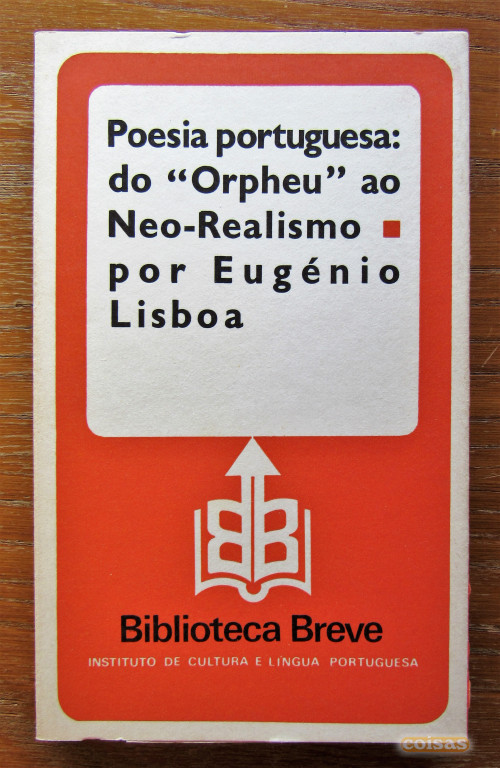 Poesia portuguesa:
do “Orpheu” ao
Neo-Realismo ▪
por Eugénio
Lisboa
BB
Biblioteca Breve
INSTITUTO DE CULTURA E LÍNGUA PORTUGUESA
coisas